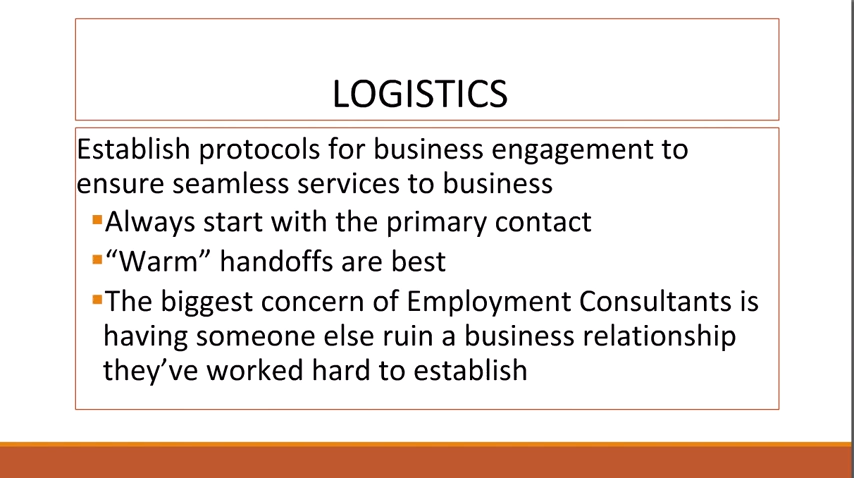 LOGISTICS
Establish protocols for business engagement to
ensure seamless services to business
▪Always start with the primary contact
▪“Warm” handoffs are best
▪The biggest concern of Employment Consultants is
having someone else ruin a business relationship
they’ve worked hard to establish